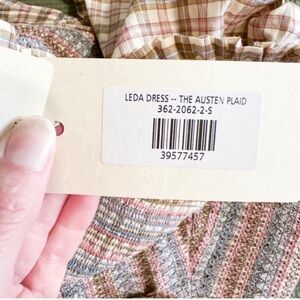 LEDA DRESS -- THE AUSTEN PLAID
362-2062-2-S
39577457